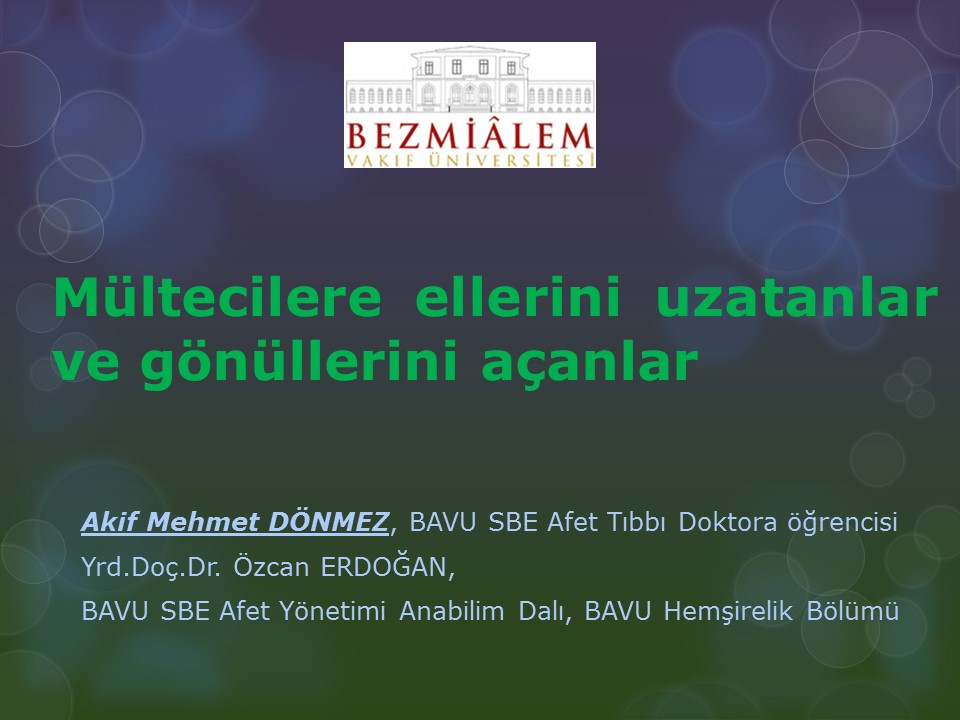 BEZMİÂLEM
VAKIF ÜNİVERSİTESİ
Mültecilere ellerini uzatanlar
ve gönüllerini açanlar
Akif Mehmet DÖNMEZ, BAVU SBE Afet Tıbbı Doktora öğrencisi
Yrd.Doç.Dr. Özcan ERDOĞAN,
BAVU SBE Afet Yönetimi Anabilim Dalı, BAVU Hemşirelik Bölümü